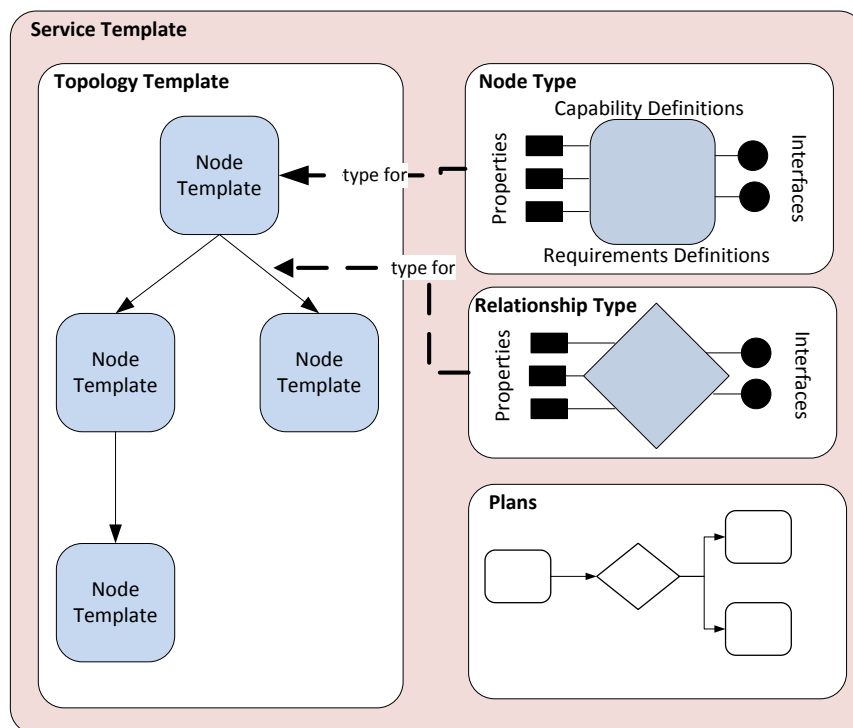 Service Template
Topology Template
Node
Template
Node
Template
Node
Template
Node
Template
type for
type for
Node Type
Capability Definitions
Properties
Interfaces
Requirements Definitions
Relationship Type
Properties
Interfaces
Plans